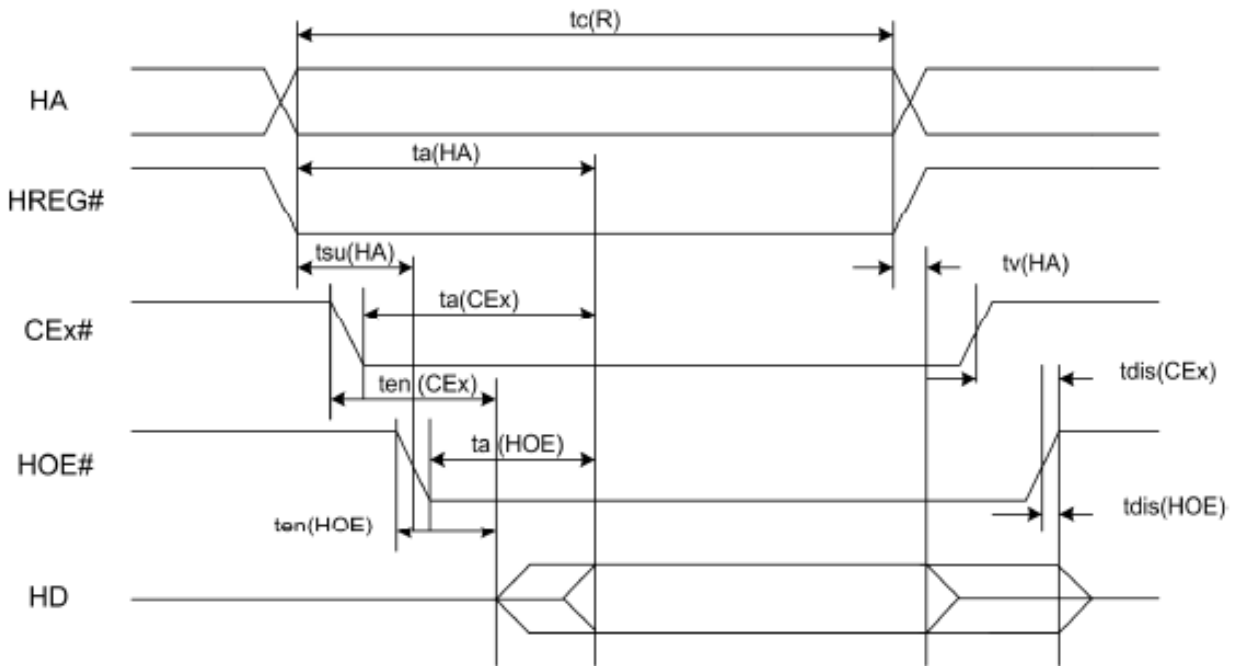 tc(R)
HA
ta(HA)
HREG#
tsu(HA)
tv(HA)
ta(CEx)
CEx#
ten (CEx)
tdis(CEx)
ta (HOE)
HOE#
ten(HOE)
tdis(HOE)
HD